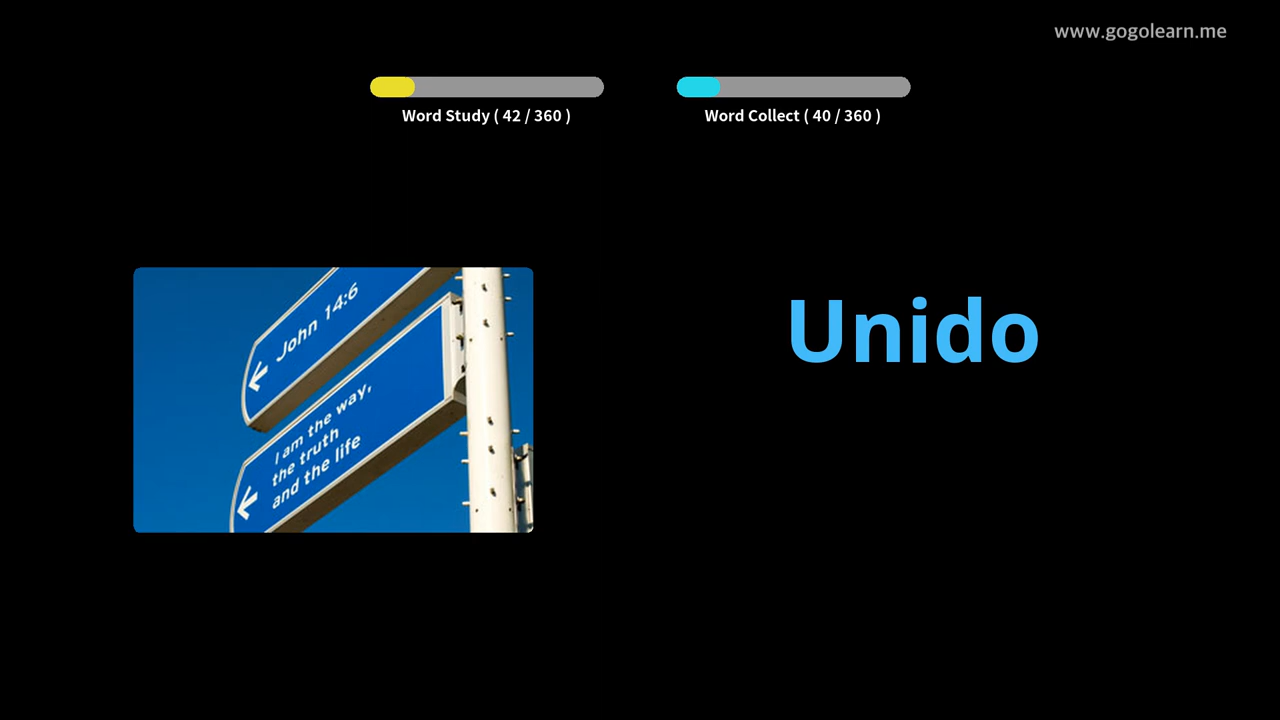 www.gogolearn.me
Word Study ( 42 / 360 )
Word Collect ( 40 / 360 )
John 14:6
I am the way,
the truth
and the life
Unido